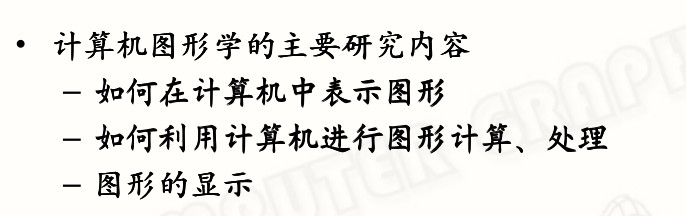 • 计算机图形学的主要研究内容
– 如何在计算机中表示图形
– 如何利用计算机进行图形计算、处理
– 图形的显示